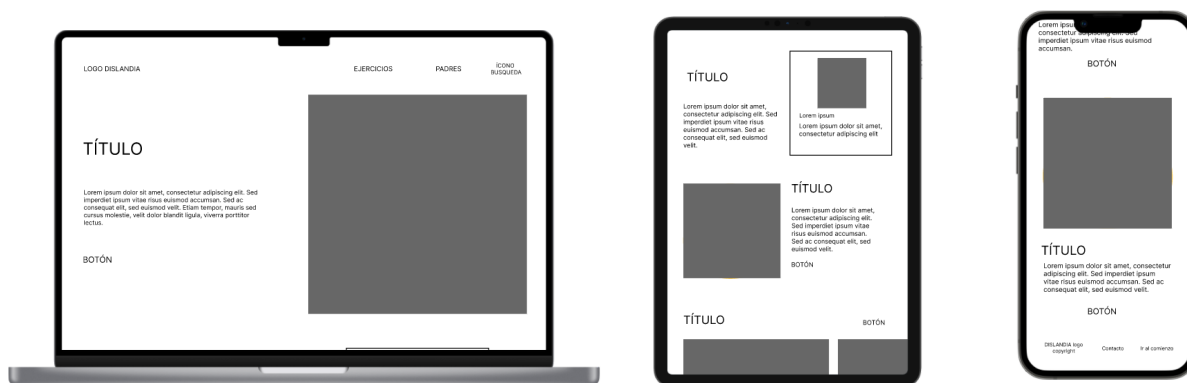 LOGO DISLANDIA
EJERCICIOS
PADRES
ÍCONO
BUSQUEDA
TÍTULO
Lorem ipsum dolor sit amet, consectetur adipiscing elit. Sed
imperdiet ipsum vitae risus euismod accumsan. Sed ac
consequat elit, sed euismod velit. Etiam tempor, mauris sed
cursus molestie, velit dolor blandit ligula, viverra porttitor
lectus.
BOTÓN
TÍTULO
Lorem ipsum dolor sit amet,
consectetur adipiscing elit. Sed
imperdiet ipsum vitae risus
euismod accumsan. Sed ac
consequat elit, sed euismod
velit.
Lorem ipsum
Lorem ipsum dolor sit amet,
consectetur adipiscing elit
TÍTULO
Lorem ipsum dolor sit amet,
consectetur adipiscing elit.
Sed imperdiet ipsum vitae
risus euismod accumsan.
Sed ac consequat elit, sed
euismod velit.
BOTÓN
TÍTULO
BOTÓN
Lorem
consectetur adipiscing elit. Sed
imperdiet ipsum vitae risus euismod
accumsan.
BOTÓN
TÍTULO
Lorem ipsum dolor sit amet, consectetur
adipiscing elit. Sed imperdiet ipsum
vitae risus euismod accumsan. Sed ac
consequat elit, sed euismod velit.
BOTÓN
DISLANDIA logo
copyright
Contacto
Ir al comienzo